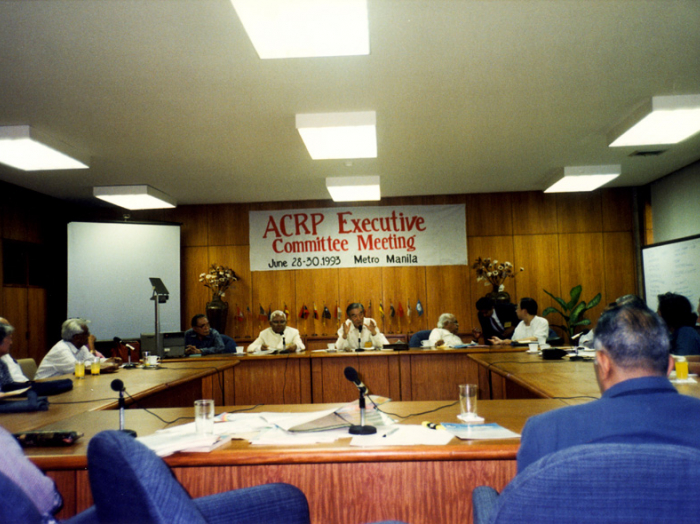 ACRP Executive
Committee Meeting
June 28-30.1993 Metro Manila